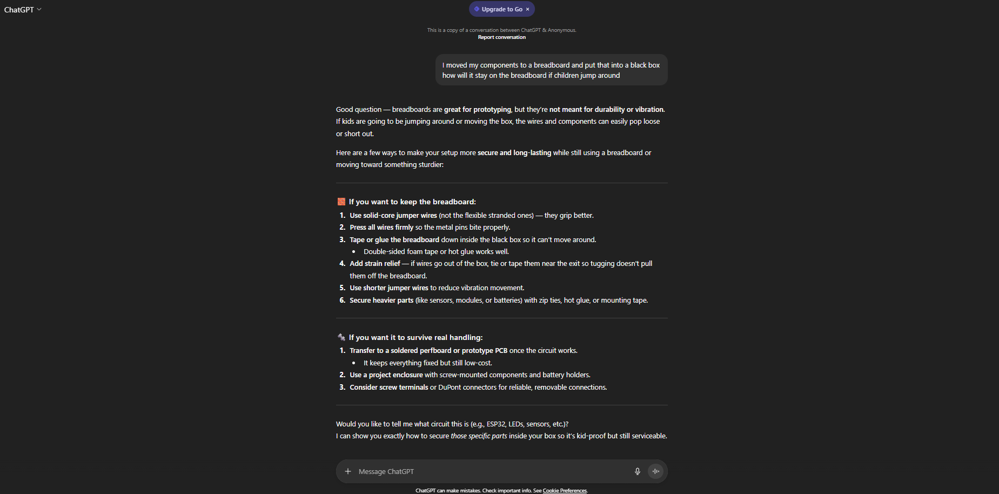 ChatGPT
Upgrade to Go ×
This is a copy of a conversation between ChatGPT & Anonymous.
Report conversation
I moved my components to a breadboard and put that into a black box
how will it stay on the breadboard if children jump around
Good question — breadboards are great for prototyping, but they're not meant for durability or vibration.
If kids are going to be jumping around or moving the box, the wires and components can easily pop loose
or short out.
Here are a few ways to make your setup more secure and long-lasting while still using a breadboard or
moving toward something sturdier:
🧱 If you want to keep the breadboard:
1. Use solid-core jumper wires (not the flexible stranded ones) — they grip better.
2. Press all wires firmly so the metal pins bite properly.
3. Tape or glue the breadboard down inside the black box so it can't move around.
• Double-sided foam tape or hot glue works well.
4. Add strain relief — if wires go out of the box, tie or tape them near the exit so tugging doesn't pull
them off the breadboard.
5. Use shorter jumper wires to reduce vibration movement.
6. Secure heavier parts (like sensors, modules, or batteries) with zip ties, hot glue, or mounting tape.
🔩 If you want it to survive real handling:
1. Transfer to a soldered perfboard or prototype PCB once the circuit works.
• It keeps everything fixed but still low-cost.
2. Use a project enclosure with screw-mounted components and battery holders.
3. Consider screw terminals or DuPont connectors for reliable, removable connections.
Would you like to tell me what circuit this is (e.g., ESP32, LEDs, sensors, etc.)?
I can show you exactly how to secure those specific parts inside your box so it's kid-proof but still serviceable.
Message ChatGPT
ChatGPT can make mistakes. Check important info. See Cookie Preferences.